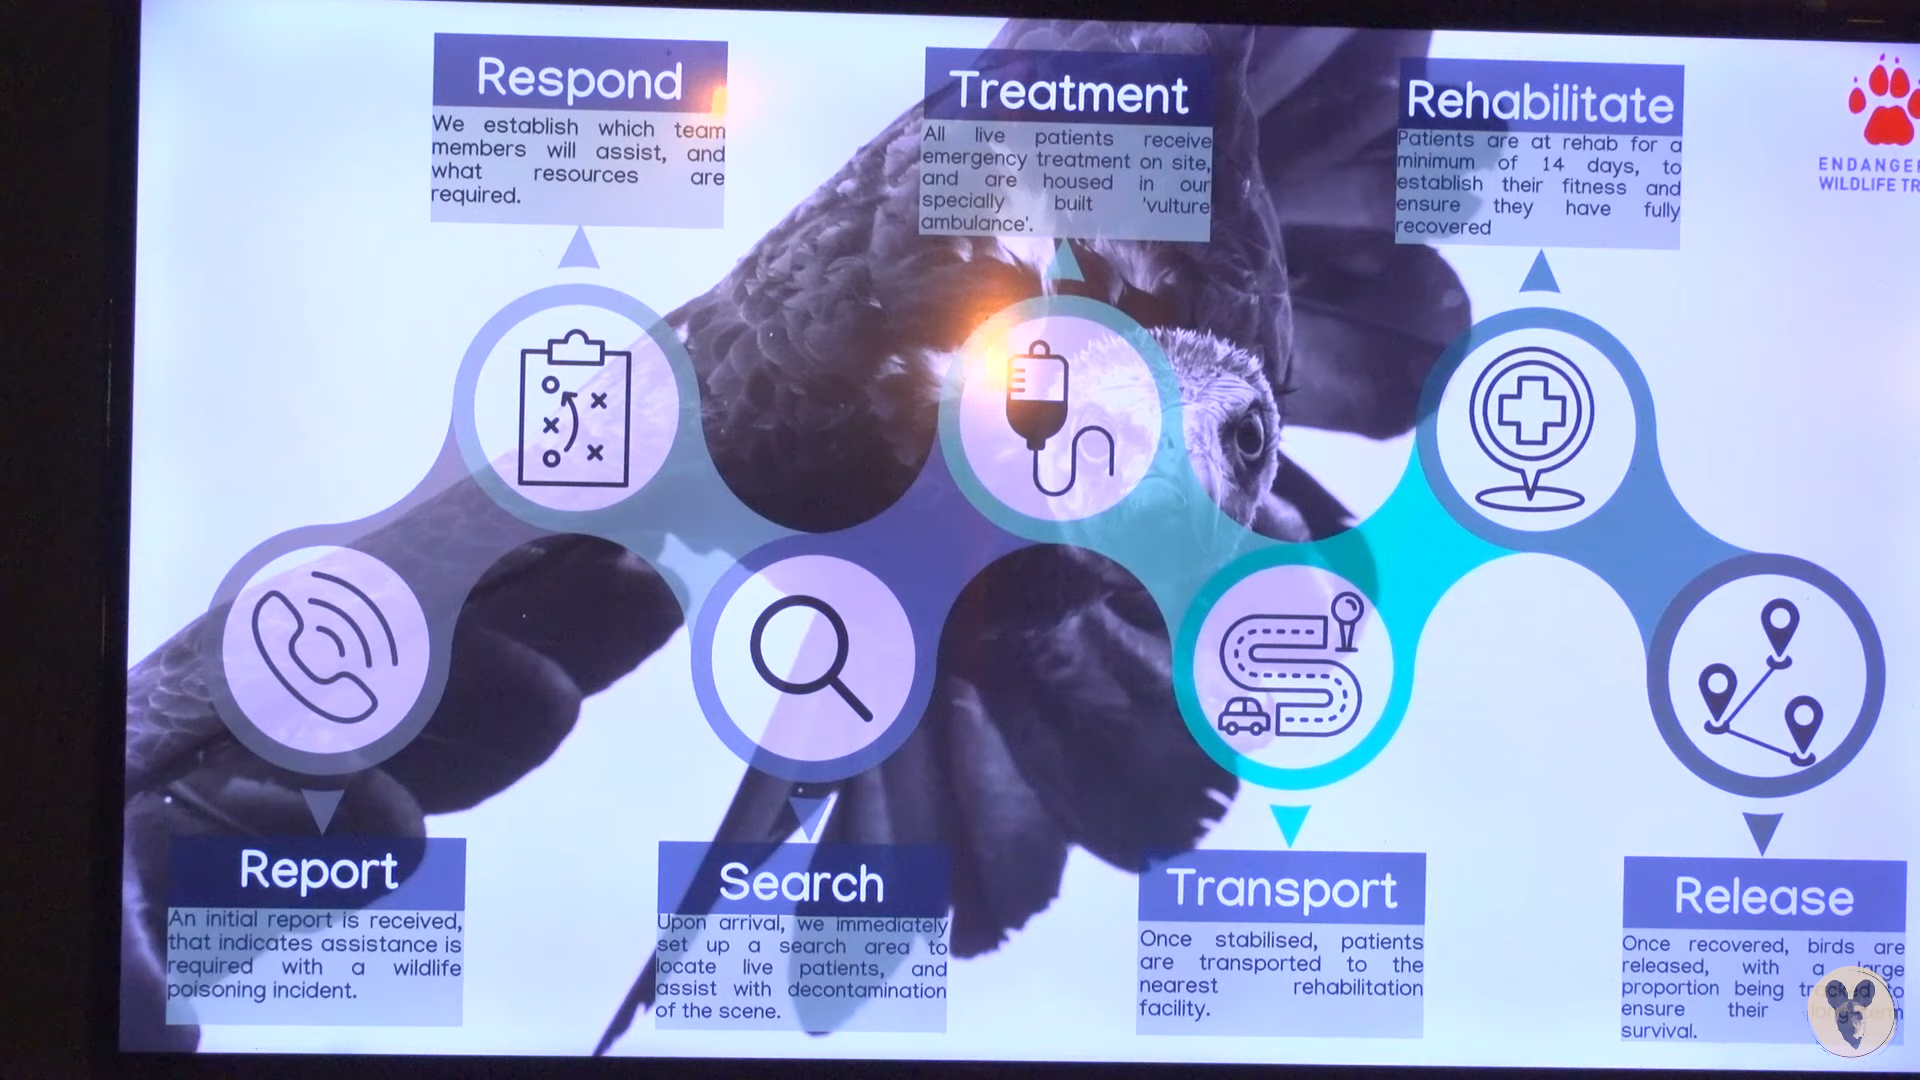 Respond
We establish which team
members will assist, and
what resources are
required.
Treatment
All live patients receive
emergency treatment on site,
and are housed in our
specially built 'vulture
ambulance'.
Rehabilitate
Patients are at rehab for a
minimum of 14 days, to
establish their fitness and
ensure they have fully
recovered
ENDANGE
WILDLIFE TR
Report
An initial report is received,
that indicates assistance is
required with a wildlife
poisoning incident.
Search
Upon arrival, we immediately
set up a search area to
locate live patients, and
assist with decontamination
of the scene.
Transport
Once stabilised, patients
are transported to the
nearest rehabilitation
facility.
Release
Once recovered, birds are
released, with a large
proportion being tracked to
ensure their long-term
survival.